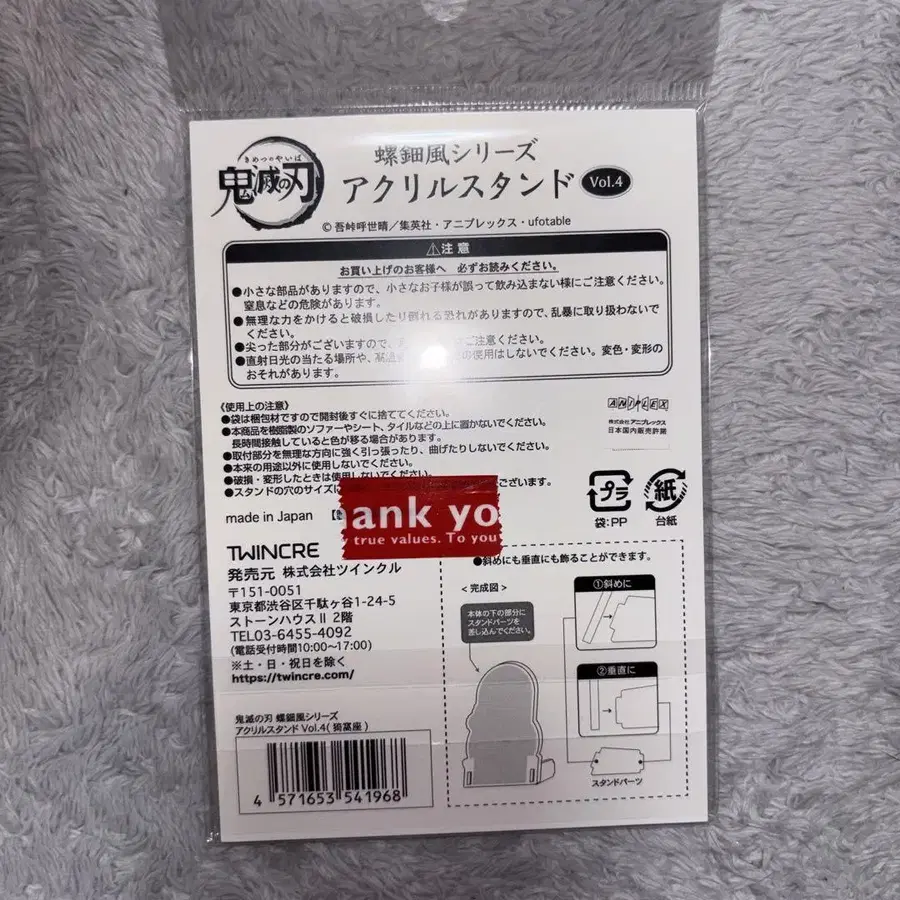 きめつのやいば
鬼滅の刃
螺鈿風シリーズ
アクリルスタンド Vol.4
© 吾峠呼世晴／集英社・アニプレックス・ufotable
⚠注意
お買い上げのお客様へ 必ずお読みください。
●小さな部品がありますので、小さなお子様が誤って飲み込まない様にご注意ください。
窒息などの危険があります。
●無理な力をかけると破損したり倒れる恐れがありますので、乱暴に取り扱わないで
ください。
●尖った部分がございますので、 ご注意ください。
●直射日光の当たる場所や、高温 の使用はしないでください。変色・変形の
おそれがあります。
《使用上の注意》
●袋は梱包材ですので開封後すぐに捨ててください。
●本商品を樹脂製のソファーやシート、タイルなどの上に置かないでください。
長時間接触していると色が移る場合があります。
●取付部分を無理な方向に強く引っ張ったり、曲げたりしないでください。
●本来の用途以外に使用しないでください。
●破損・変形したときは使用しないでください。
●スタンドの穴のサイズに ございます。
ANIPLEX
株式会社アニプレックス
日本国内販売許諾
プラ
袋:PP
紙
台紙
made in Japan
ank yo
true values. To you
TWINCRE
発売元 株式会社ツインクル
〒151-0051
東京都渋谷区千駄ヶ谷1-24-5
ストーンハウスⅡ 2階
TEL03-6455-4092
(電話受付時間10:00〜17:00)
※土・日・祝日を除く
https://twincre.com/
鬼滅の刃 螺鈿風シリーズ
アクリルスタンド Vol.4( 猗窩座 )
4 571653 541968
●斜めにも垂直にも飾ることができます。
＜完成図＞
本体の下の部分に
スタンドパーツを
差し込んでください。
①斜めに
②垂直に
スタンドパーツ